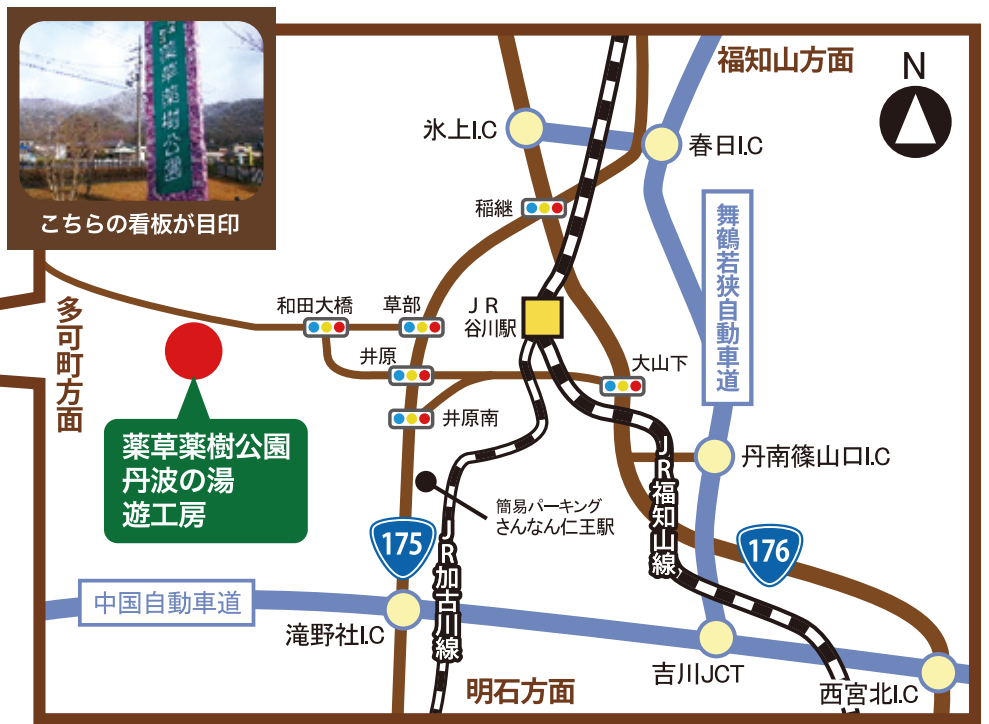 薬草薬樹公園
こちらの看板が目印
福知山方面
N
氷上I.C
春日I.C
稲継
舞鶴若狭自動車道
多可町方面
和田大橋
草部
JR
谷川駅
井原
大山下
井原南
薬草薬樹公園
丹波の湯
遊工房
丹南篠山口I.C
簡易パーキング
さんなん仁王駅
JR福知山線
175
176
JR加古川線
中国自動車道
滝野社I.C
吉川JCT
明石方面
西宮北I.C